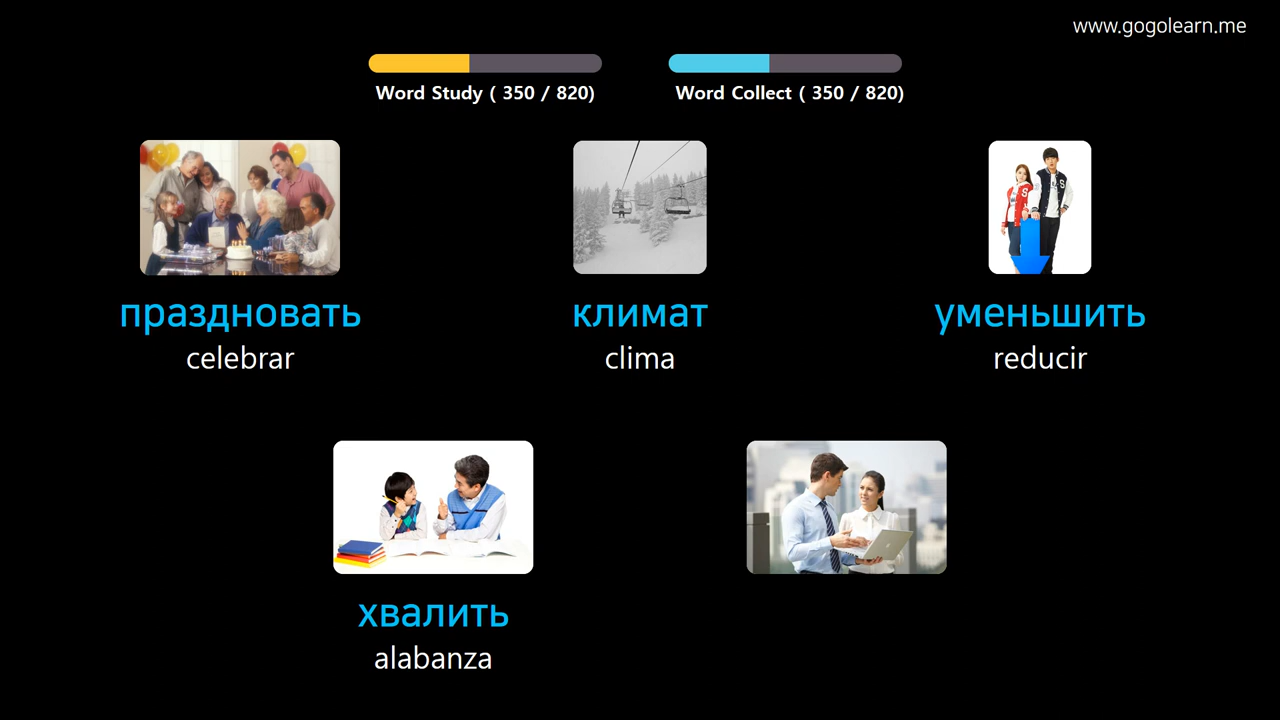 www.gogolearn.me
Word Study ( 350 / 820)
Word Collect ( 350 / 820)
праздновать
celebrar
климат
clima
уменьшить
reducir
хвалить
alabanza